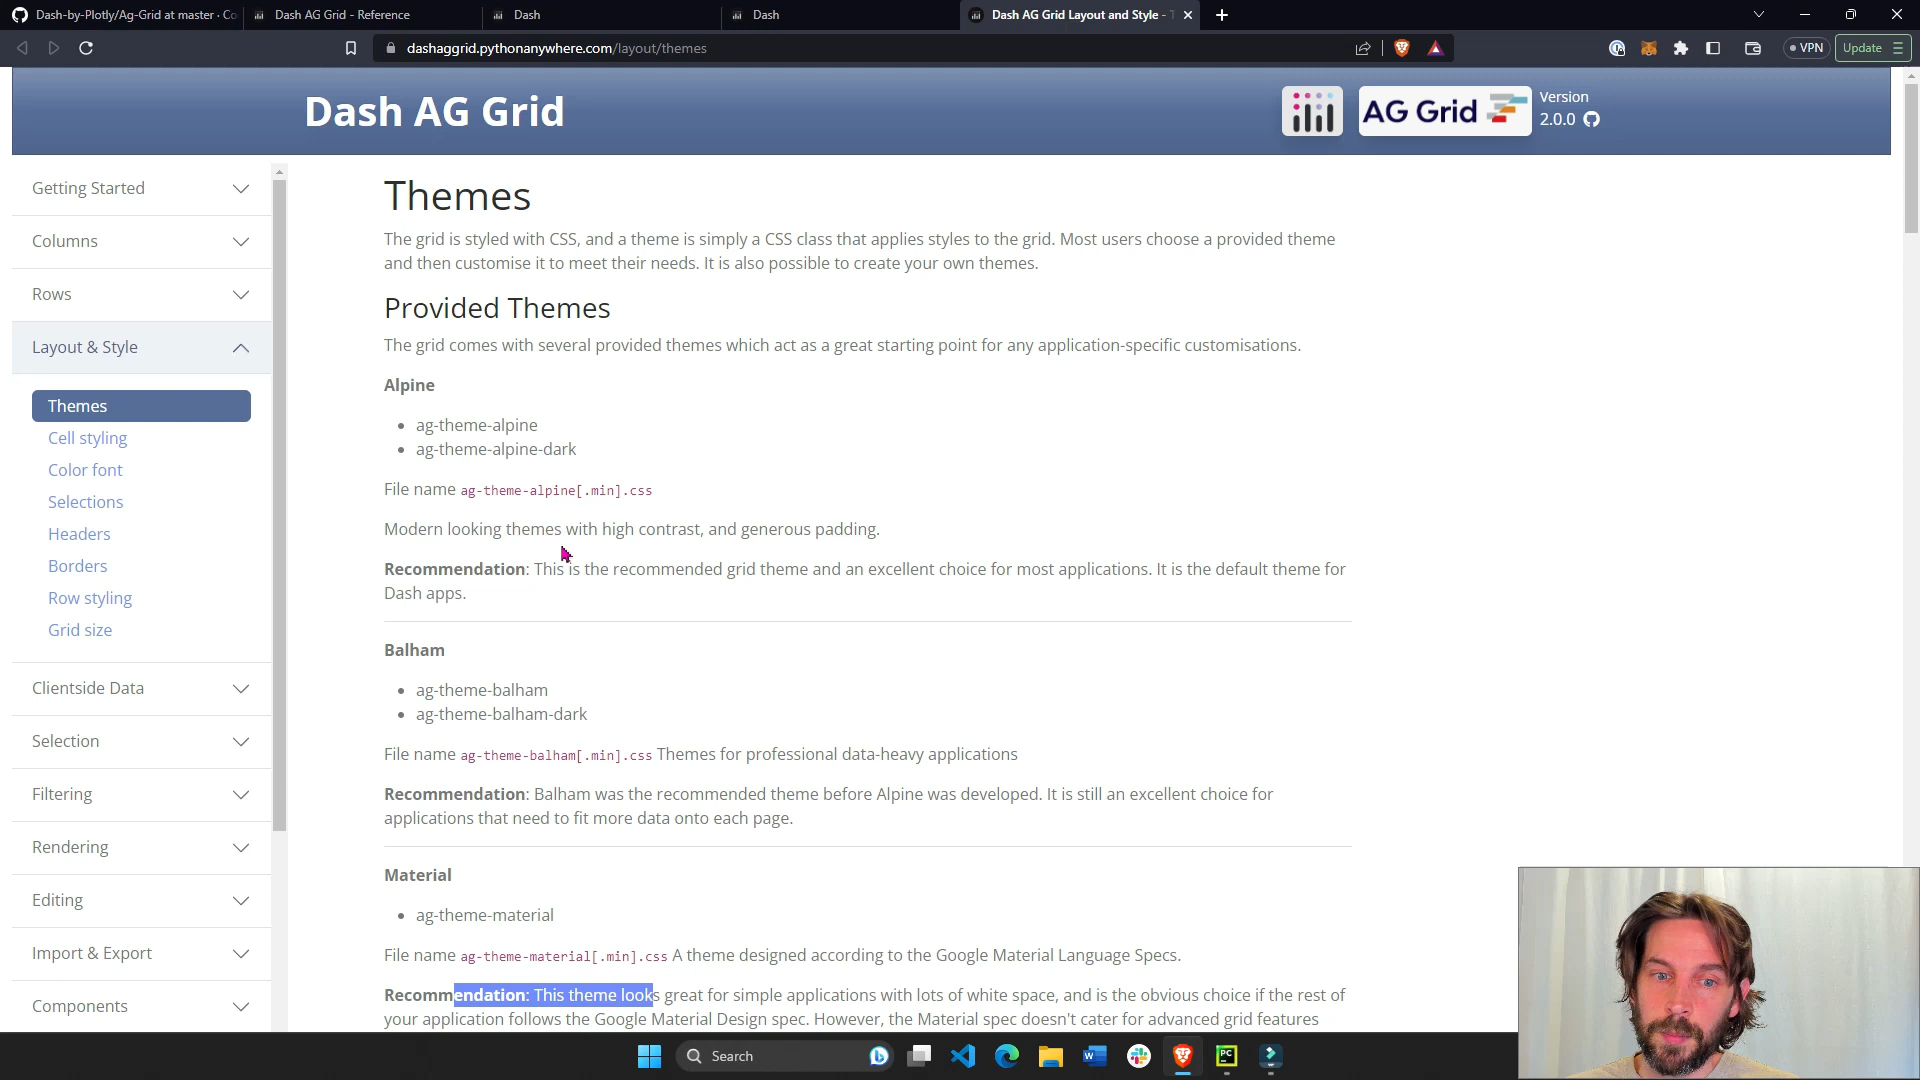 Dash-by-Plotly/Ag-Grid at master · Co
Dash AG Grid - Reference
Dash
Dash
Dash AG Grid Layout and Style -
dashaggrid.pythonanywhere.com/layout/themes
VPN
Update
Dash AG Grid
AG Grid
Version
2.0.0
Getting Started
Columns
Rows
Layout & Style
Themes
Cell styling
Color font
Selections
Headers
Borders
Row styling
Grid size
Clientside Data
Selection
Filtering
Rendering
Editing
Import & Export
Components
Themes
The grid is styled with CSS, and a theme is simply a CSS class that applies styles to the grid. Most users choose a provided theme
and then customise it to meet their needs. It is also possible to create your own themes.
Provided Themes
The grid comes with several provided themes which act as a great starting point for any application-specific customisations.
Alpine
• ag-theme-alpine
• ag-theme-alpine-dark
File name ag-theme-alpine[.min].css
Modern looking themes with high contrast, and generous padding.
Recommendation: This is the recommended grid theme and an excellent choice for most applications. It is the default theme for
Dash apps.
Balham
• ag-theme-balham
• ag-theme-balham-dark
File name ag-theme-balham[.min].css Themes for professional data-heavy applications
Recommendation: Balham was the recommended theme before Alpine was developed. It is still an excellent choice for
applications that need to fit more data onto each page.
Material
• ag-theme-material
File name ag-theme-material[.min].css A theme designed according to the Google Material Language Specs.
Recommendation: This theme looks great for simple applications with lots of white space, and is the obvious choice if the rest of
your application follows the Google Material Design spec. However, the Material spec doesn't cater for advanced grid features
Search
PC